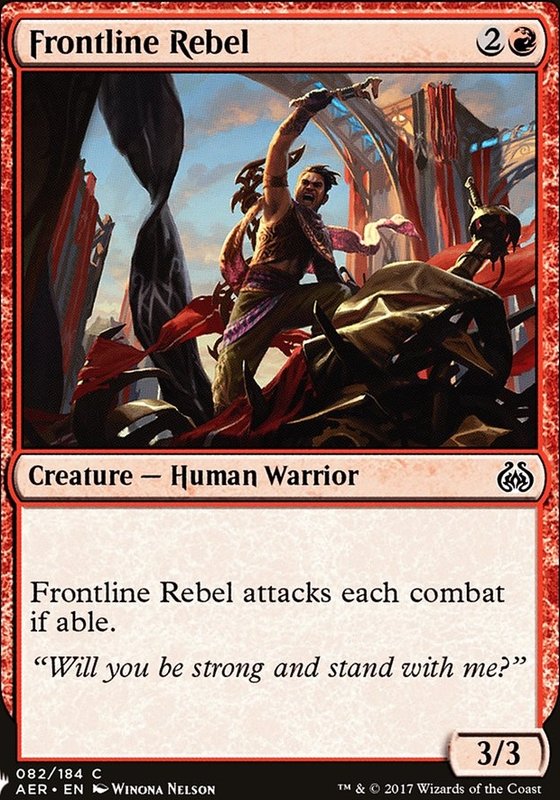 Frontline Rebel 2
Creature — Human Warrior
Frontline Rebel attacks each combat
if able.
“Will you be strong and stand with me?”
3/3
082/184 C
AER • EN Winona Nelson
™ & © 2017 Wizards of the Coast